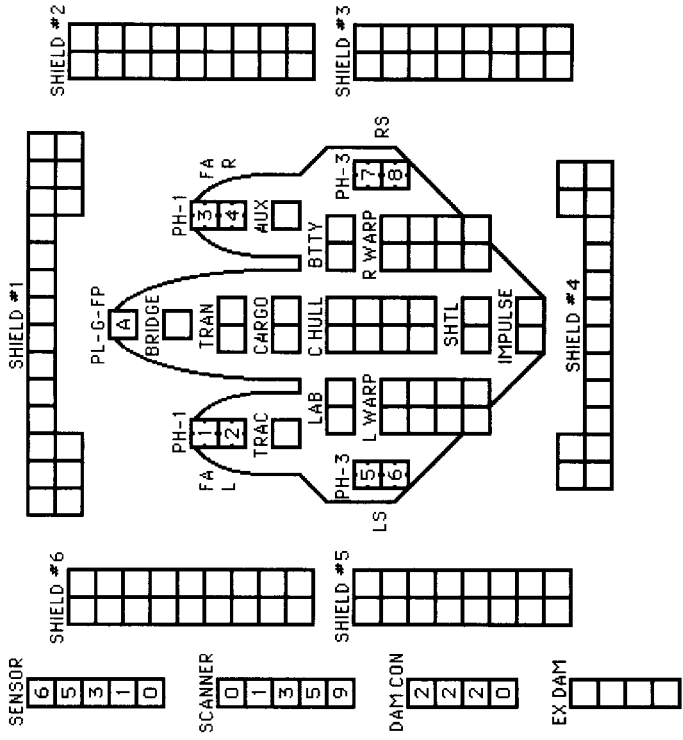 SHIELD #1
SHIELD #2
SHIELD #3
SHIELD #4
SHIELD #5
SHIELD #6
SENSOR
6
5
3
1
0
SCANNER
0
1
3
5
9
DAM CON
2
2
2
0
EX DAM
PL-G-FP
A
BRIDGE
PH-1
1
2
FA
L
PH-1
3
4
FA
R
TRAC
TRAN
AUX
CARGO
LAB
C HULL
BTTY
L WARP
R WARP
PH-3
5
6
LS
PH-3
7
8
RS
SHTL
IMPULSE